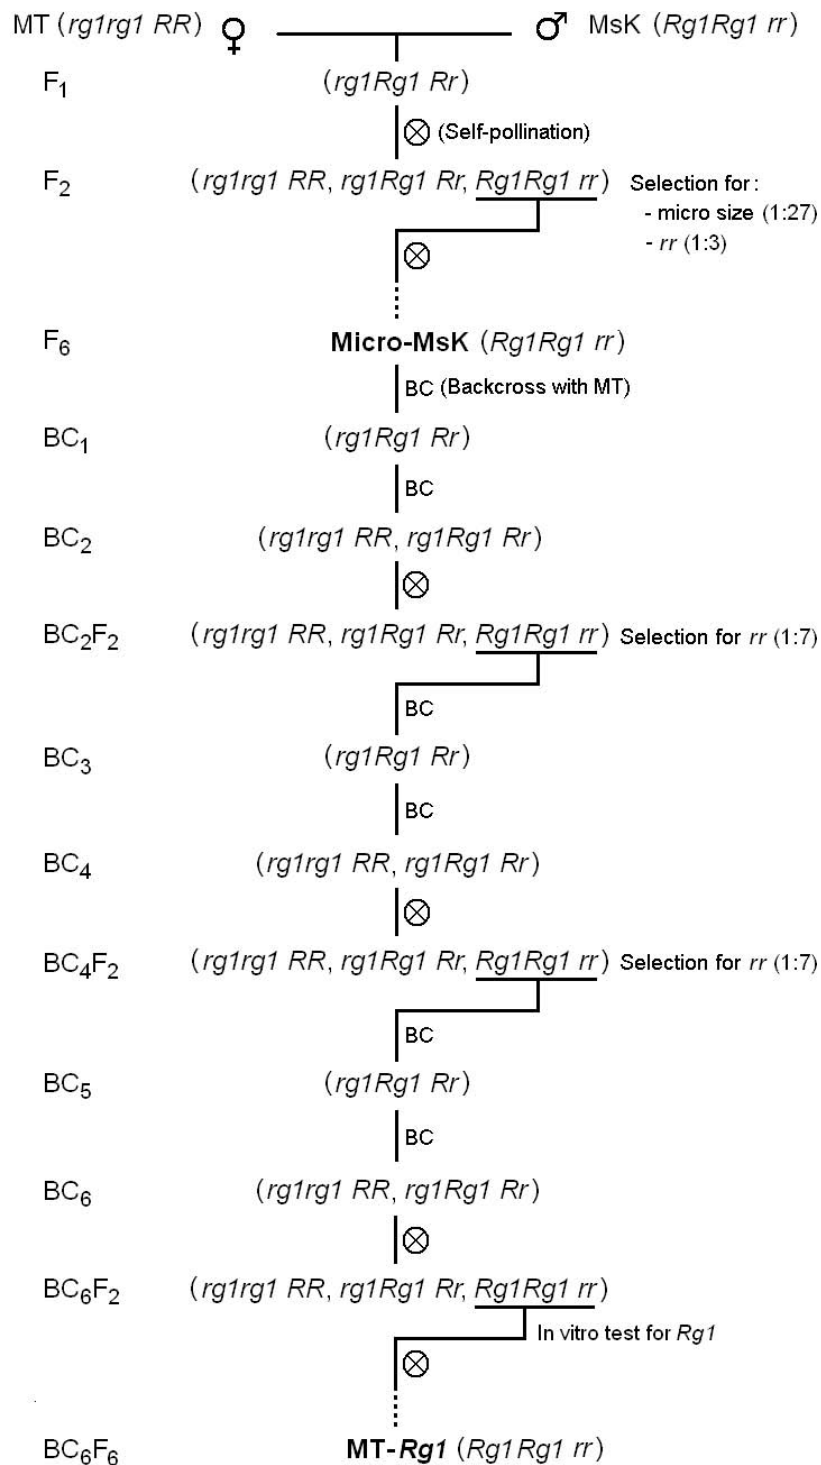 MT (rg1rg1 RR) ♀ ♂ MsK (Rg1Rg1 rr)
F1 (rg1Rg1 Rr)
(Self-pollination)
F2 (rg1rg1 RR, rg1Rg1 Rr, Rg1Rg1 rr) Selection for:
- micro size (1:27)
- rr (1:3)
F6 Micro-MsK (Rg1Rg1 rr)
BC (Backcross with MT)
BC1 (rg1Rg1 Rr)
BC
BC2 (rg1rg1 RR, rg1Rg1 Rr)
BC2F2 (rg1rg1 RR, rg1Rg1 Rr, Rg1Rg1 rr) Selection for rr (1:7)
BC
BC3 (rg1Rg1 Rr)
BC
BC4 (rg1rg1 RR, rg1Rg1 Rr)
BC4F2 (rg1rg1 RR, rg1Rg1 Rr, Rg1Rg1 rr) Selection for rr (1:7)
BC
BC5 (rg1Rg1 Rr)
BC
BC6 (rg1rg1 RR, rg1Rg1 Rr)
BC6F2 (rg1rg1 RR, rg1Rg1 Rr, Rg1Rg1 rr)
In vitro test for Rg1
BC6F6 MT-Rg1 (Rg1Rg1 rr)